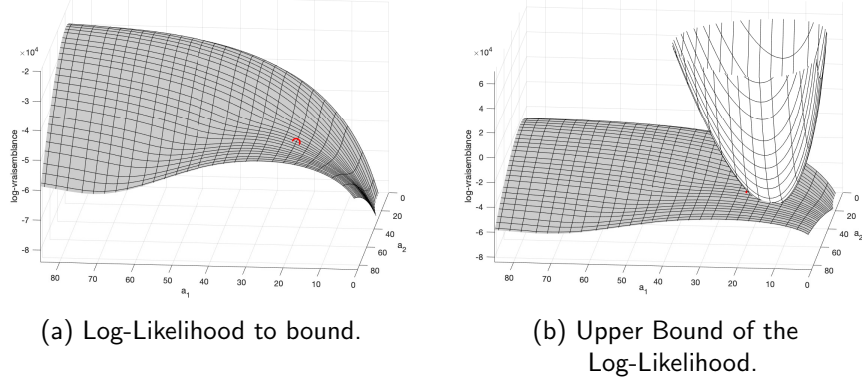 ×10⁴
-2
-3
-4
-5
-6
-7
-8
log-vraisemblance
80 70 60 50 40 30 20 10 0
a₁
0
20
40
60
80
a₂
(a) Log-Likelihood to bound.
×10⁴
6
4
2
0
-2
-4
-6
-8
log-vraisemblance
80 70 60 50 40 30 20 10 0
a₁
0
20
40
60
80
a₂
(b) Upper Bound of the
Log-Likelihood.